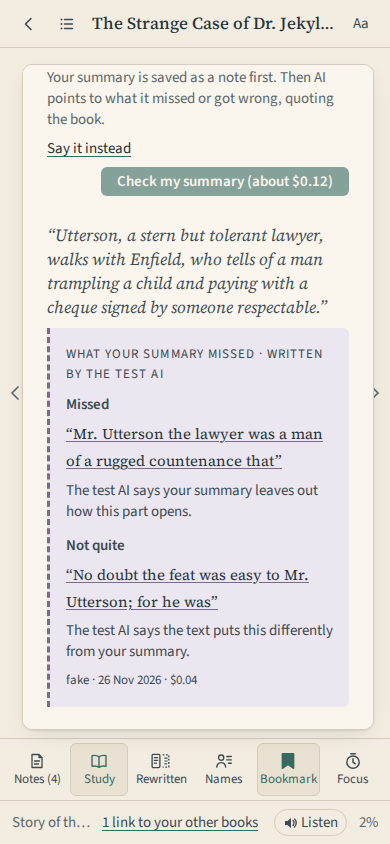 The Strange Case of Dr. Jekyl...
Aa
Your summary is saved as a note first. Then AI
points to what it missed or got wrong, quoting
the book.
Say it instead
Check my summary (about $0.12)
“Utterson, a stern but tolerant lawyer,
walks with Enfield, who tells of a man
trampling a child and paying with a
cheque signed by someone respectable.”
WHAT YOUR SUMMARY MISSED · WRITTEN
BY THE TEST AI
Missed
“Mr. Utterson the lawyer was a man
of a rugged countenance that”
The test AI says your summary leaves out
how this part opens.
Not quite
“No doubt the feat was easy to Mr.
Utterson; for he was”
The test AI says the text puts this differently
from your summary.
fake · 26 Nov 2026 · $0.04
Notes (4)
Study
Rewritten
Names
Bookmark
Focus
Story of th...
1 link to your other books
Listen
2%